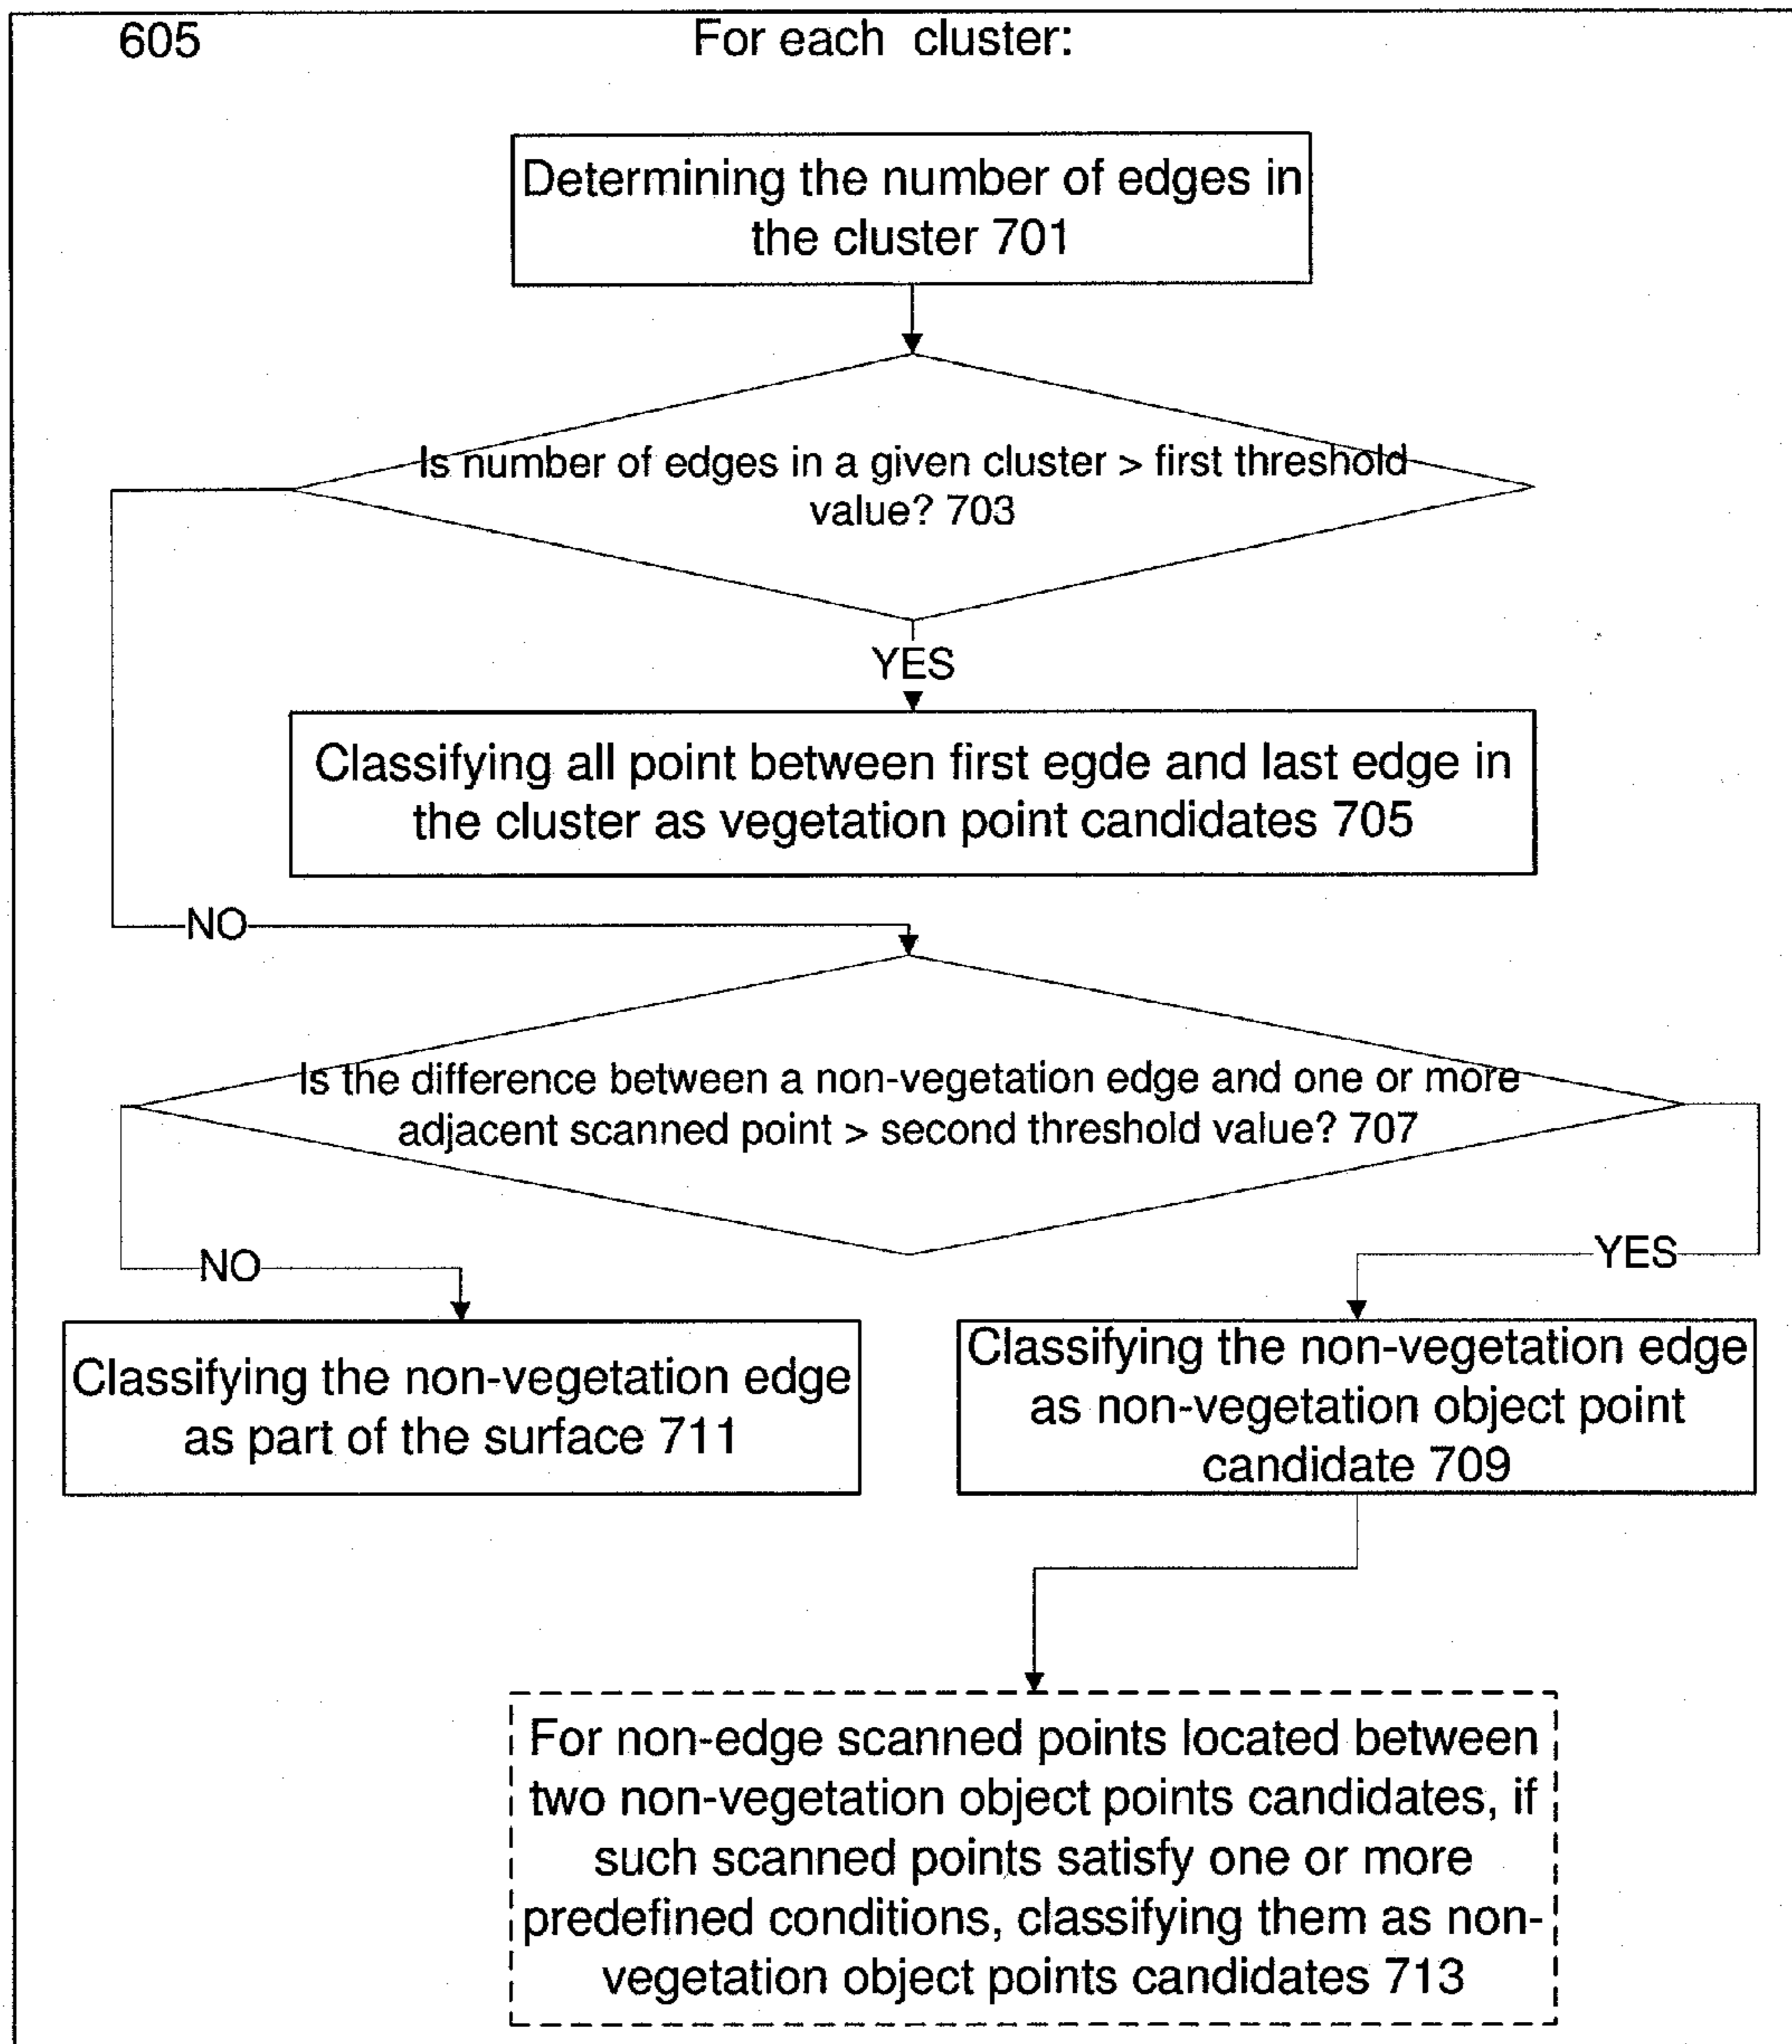 605
For each cluster:
Determining the number of edges in
the cluster 701
Is number of edges in a given cluster > first threshold
value? 703
YES
Classifying all point between first egde and last edge in
the cluster as vegetation point candidates 705
NO
Is the difference between a non-vegetation edge and one or more
adjacent scanned point > second threshold value? 707
NO
YES
Classifying the non-vegetation edge
as part of the surface 711
Classifying the non-vegetation edge
as non-vegetation object point
candidate 709
For non-edge scanned points located between
two non-vegetation object points candidates, if
such scanned points satisfy one or more
predefined conditions, classifying them as non-
vegetation object points candidates 713